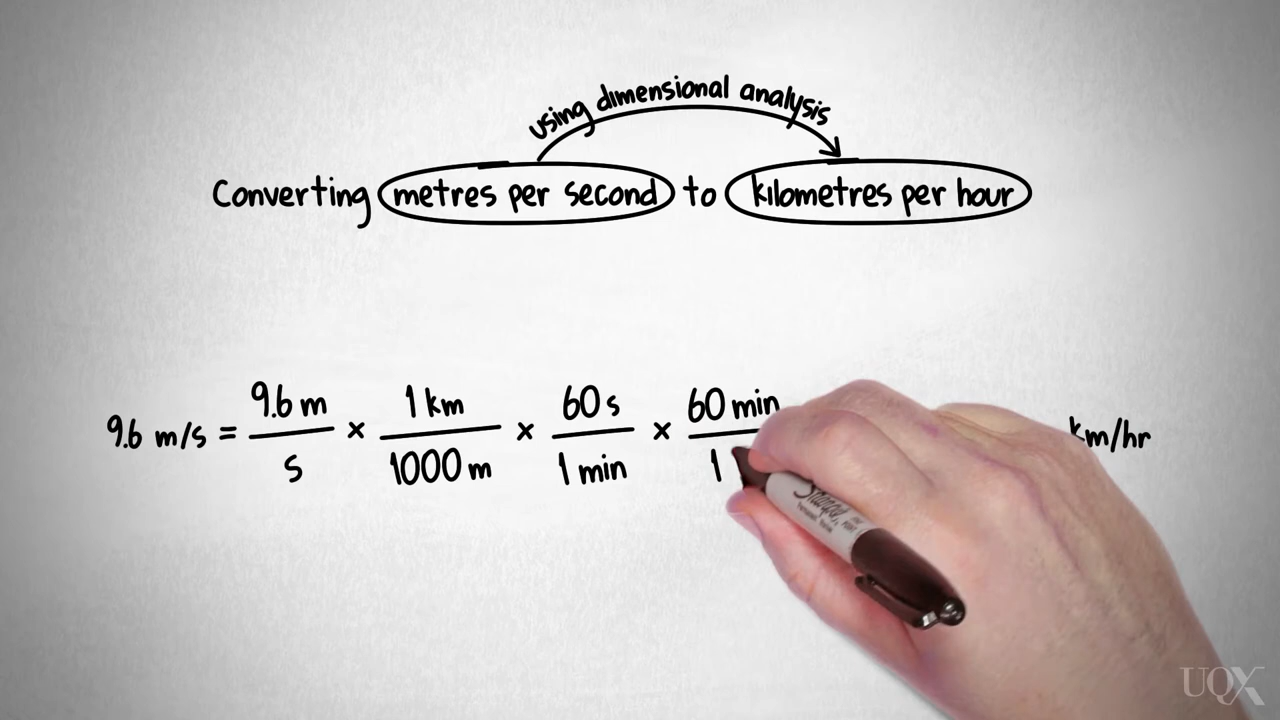 using dimensional analysis
Converting metres per second to kilometres per hour
9.6 m/s = 9.6 m / s × 1 km / 1000 m × 60 s / 1 min × 60 min / 1 km/hr
Sharpie
UQX